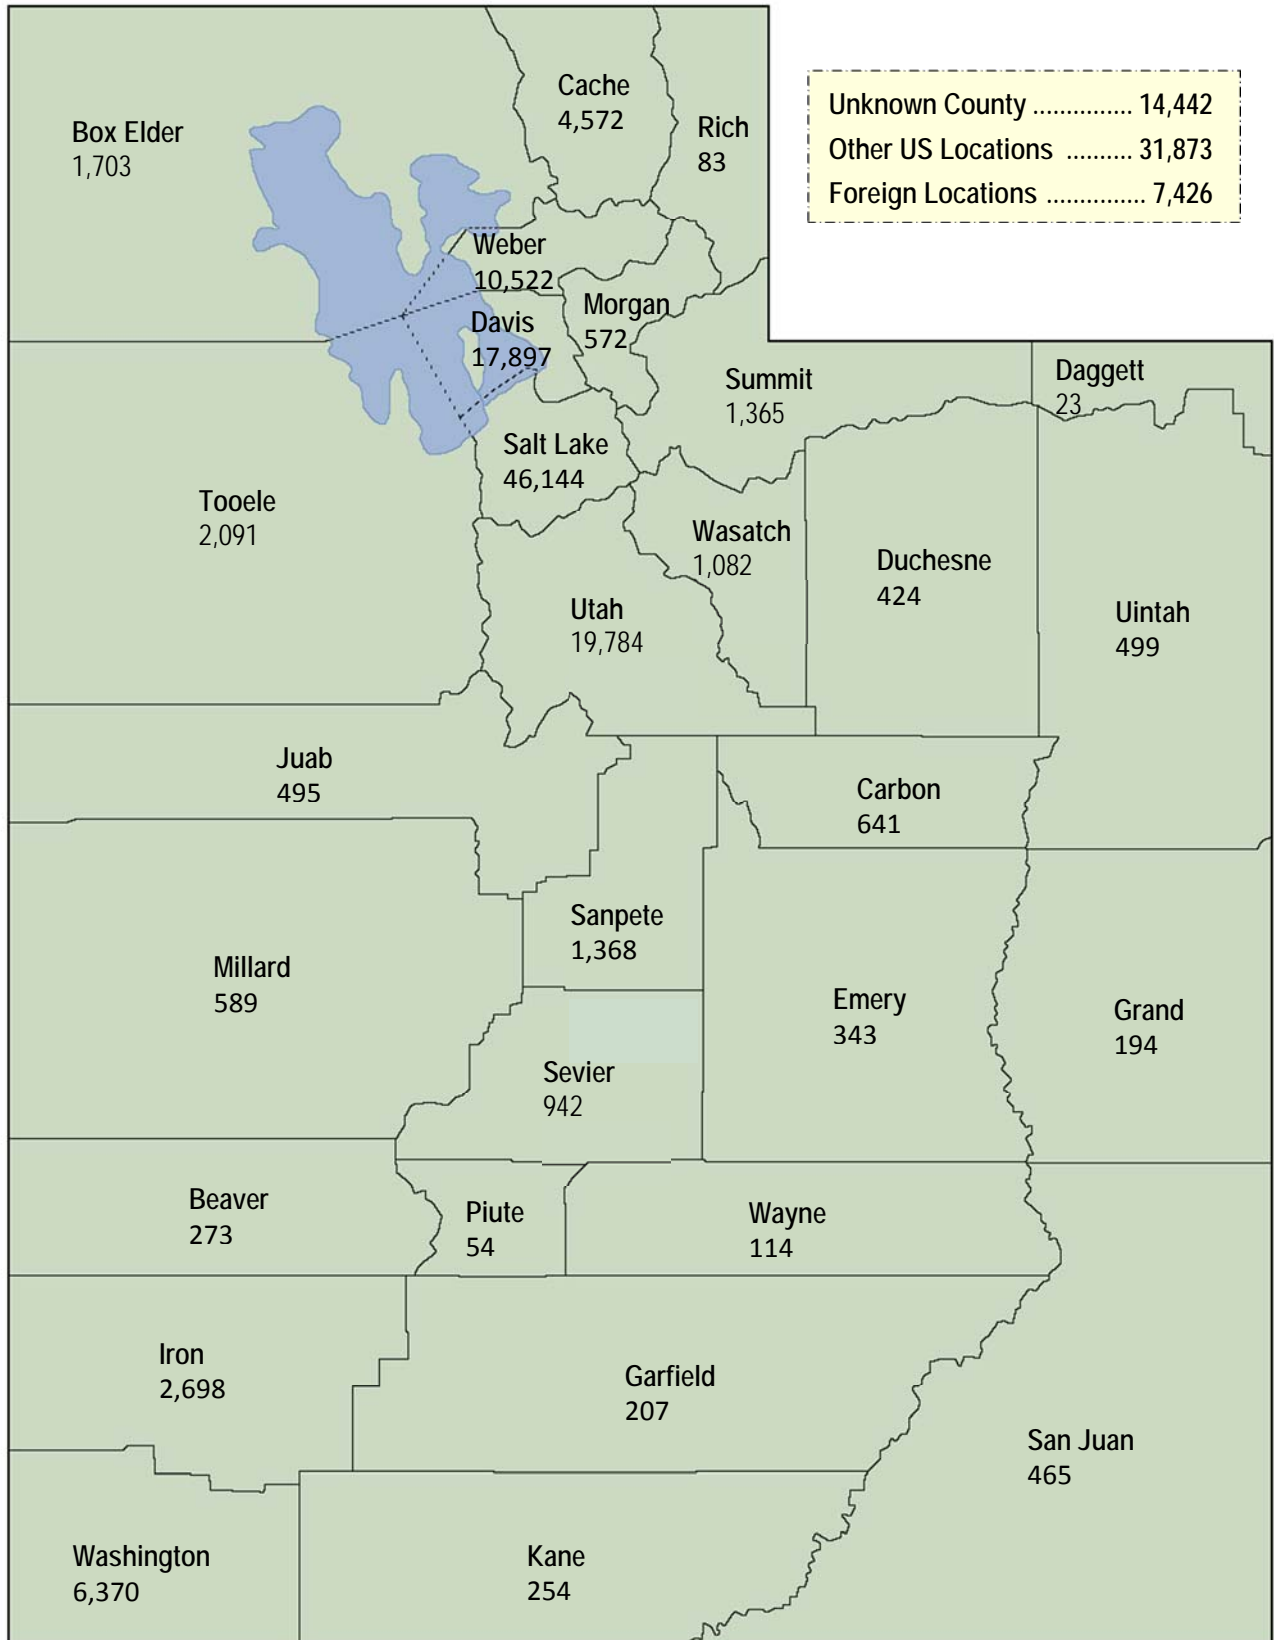 Cache
4,572
Rich
83
Unknown County .............. 14,442
Other US Locations .......... 31,873
Foreign Locations ............... 7,426
Box Elder
1,703
Weber
10,522
Morgan
572
Davis
17,897
Summit
1,365
Daggett
23
Salt Lake
46,144
Tooele
2,091
Wasatch
1,082
Duchesne
424
Utah
19,784
Uintah
499
Juab
495
Carbon
641
Sanpete
1,368
Millard
589
Emery
343
Grand
194
Sevier
942
Beaver
273
Piute
54
Wayne
114
Iron
2,698
Garfield
207
San Juan
465
Washington
6,370
Kane
254